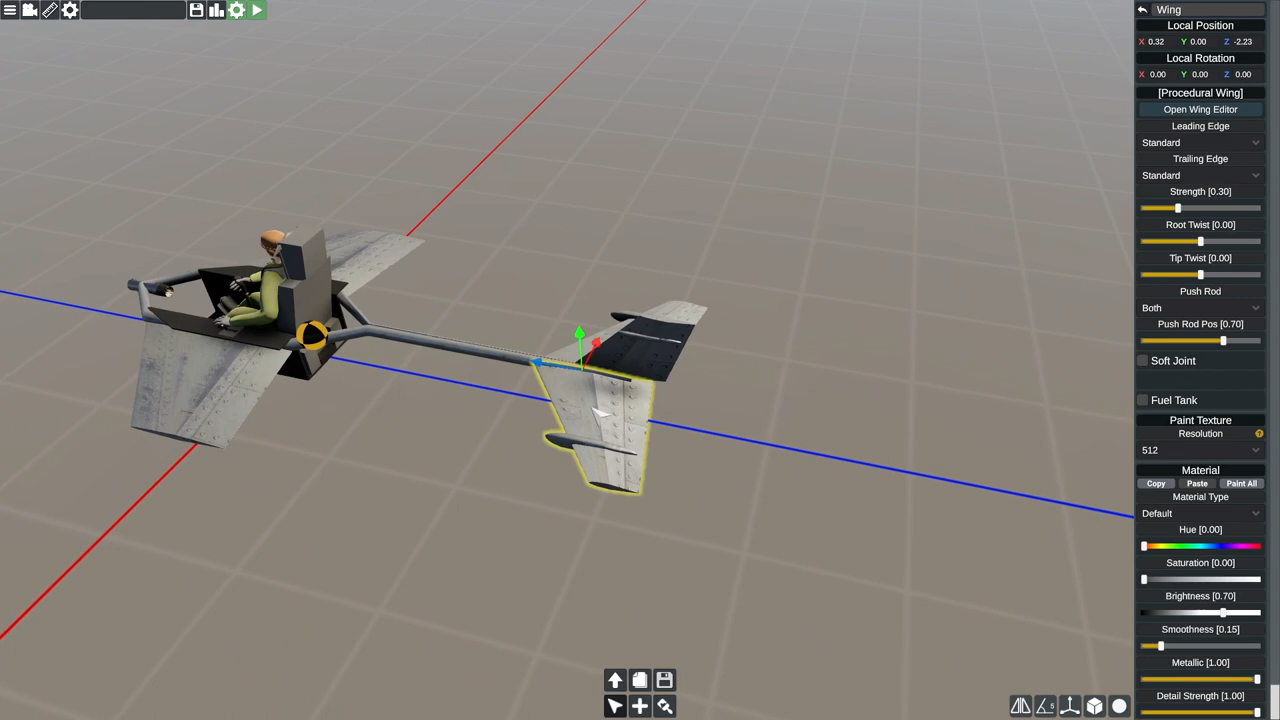 Wing
Local Position
X 0.32 Y 0.00 Z -2.23
Local Rotation
X 0.00 Y 0.00 Z 0.00
[Procedural Wing]
Open Wing Editor
Leading Edge
Standard
Trailing Edge
Standard
Strength [0.30]
Root Twist [0.00]
Tip Twist [0.00]
Push Rod
Both
Push Rod Pos [0.70]
Soft Joint
Fuel Tank
Paint Texture
Resolution
512
Material
Copy Paste Paint All
Material Type
Default
Hue [0.00]
Saturation [0.00]
Brightness [0.70]
Smoothness [0.15]
Metallic [1.00]
Detail Strength [1.00]